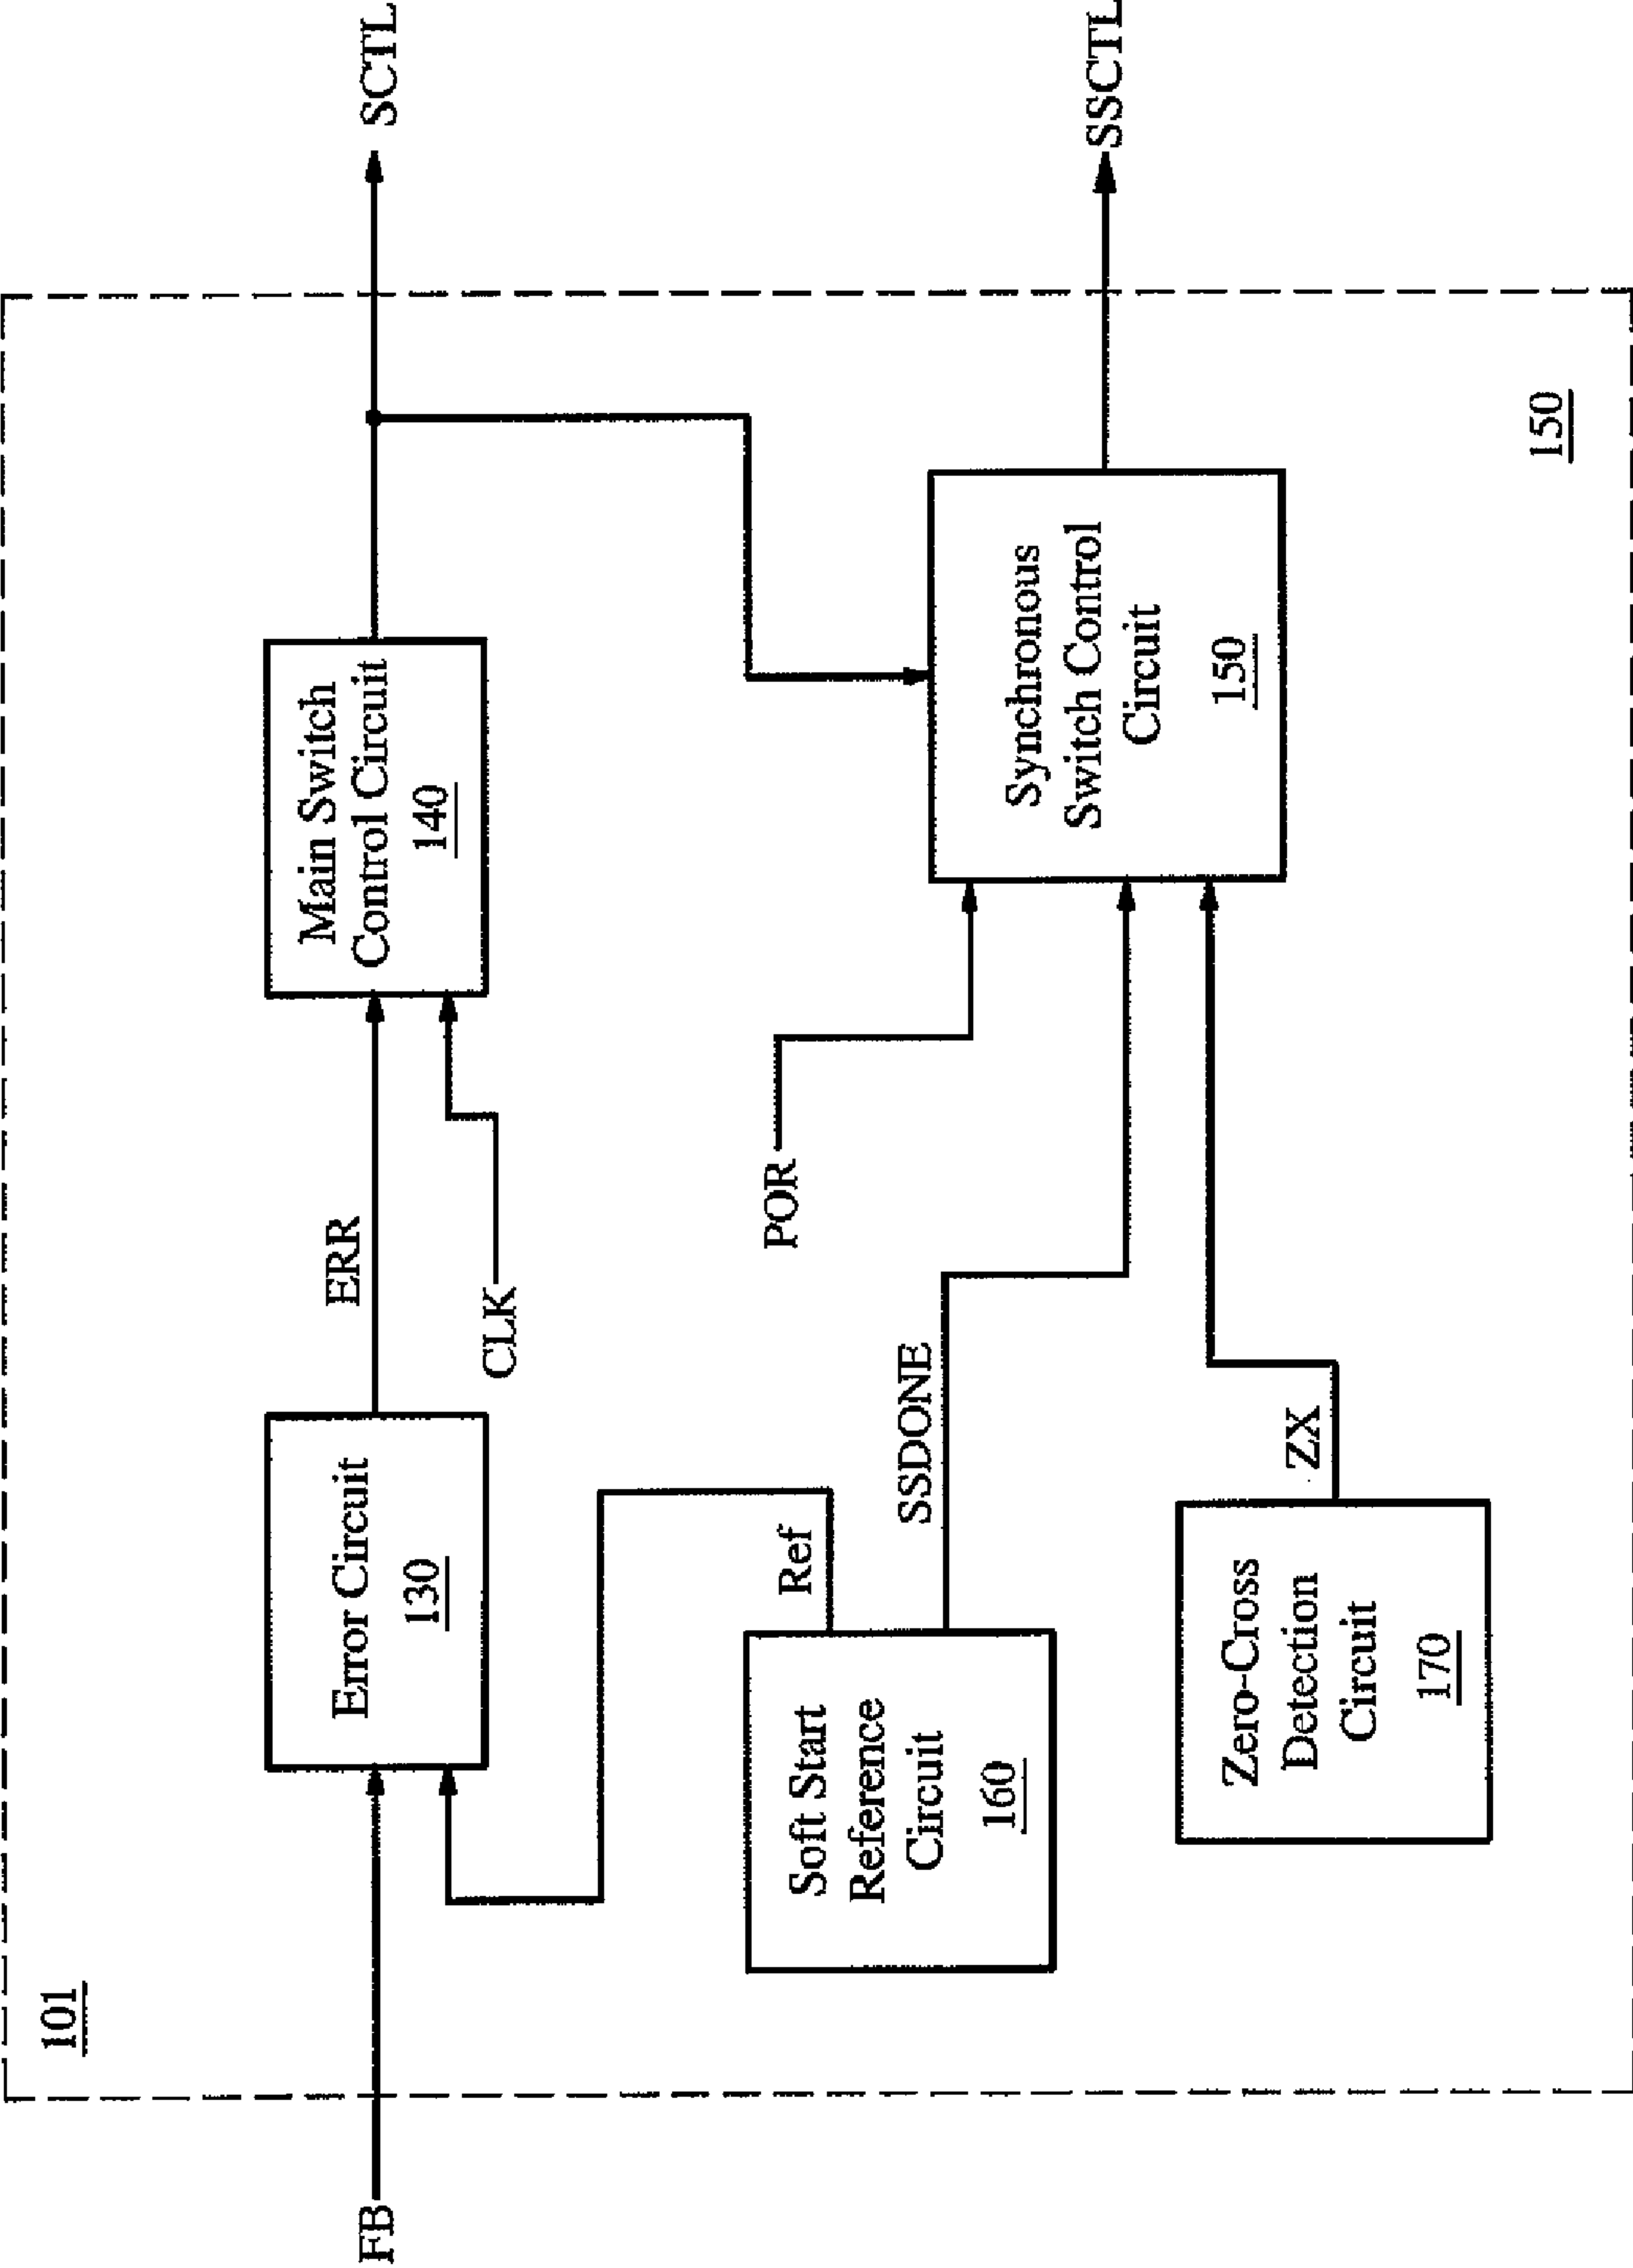 101
FB
Error Circuit
130
ERR
CLK
Main Switch
Control Circuit
140
SCTL
Soft Start
Reference
Circuit
160
Ref
SSDONE
POR
Zero-Cross
Detection
Circuit
170
ZX
Synchronous
Switch Control
Circuit
150
SSCTL
150